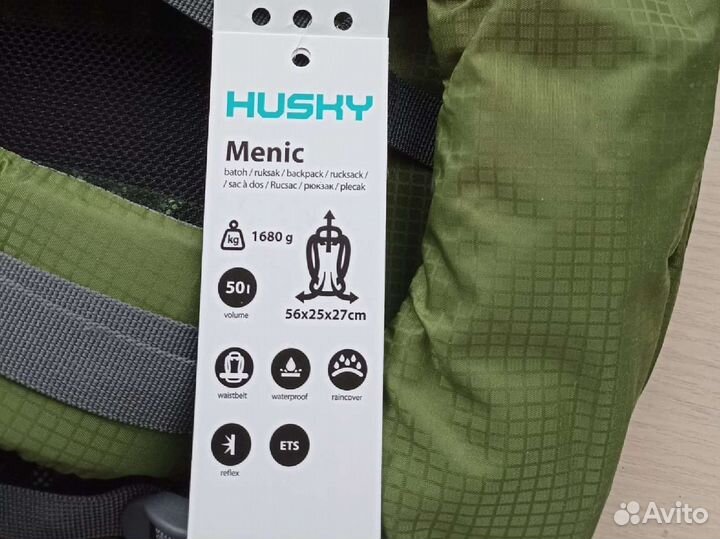 HUSKY
Menic
batoh / ruksak / backpack / rucksack /
/ sac à dos / Rucsac / рюкзак / plecak
kg 1680 g
50 l
volume
56x25x27cm
waistbelt waterproof raincover
ETS
reflex
Avito